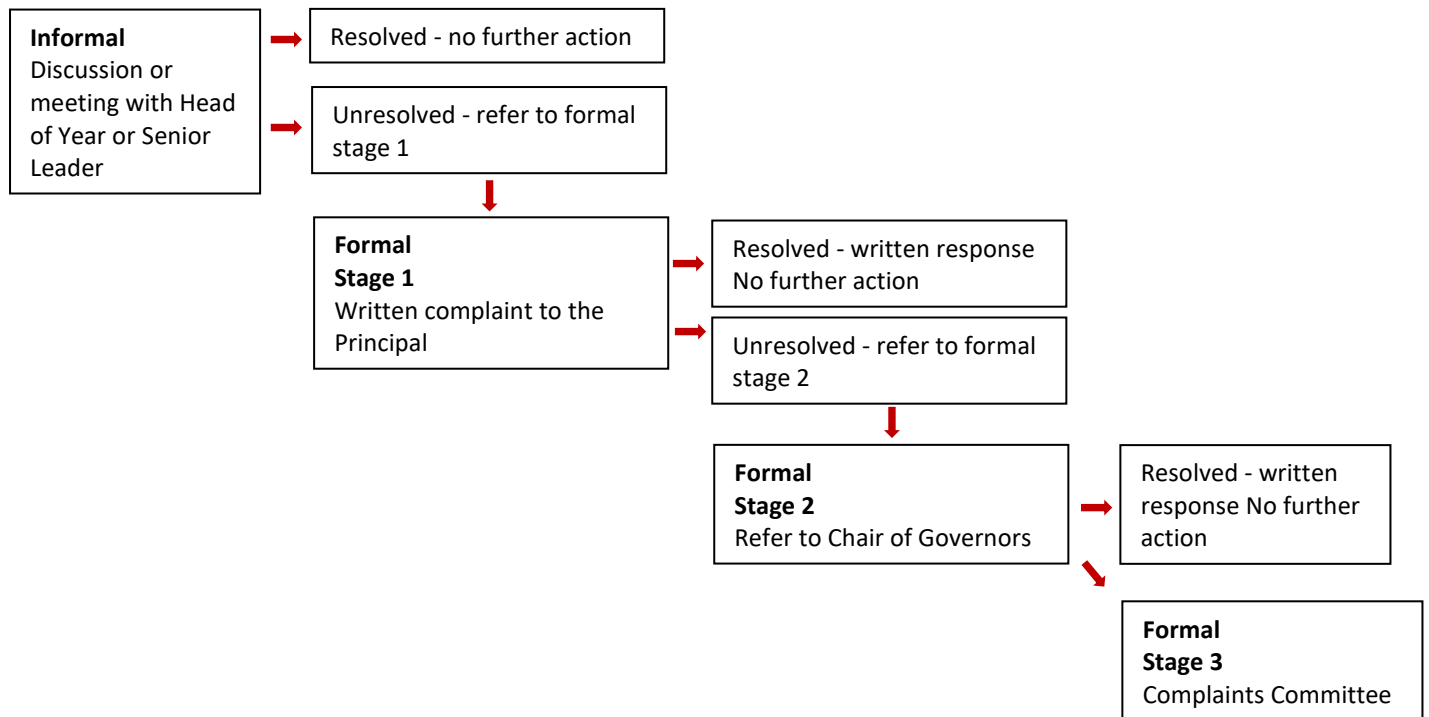 Informal
Discussion or
meeting with Head
of Year or Senior
Leader
Resolved - no further action
Unresolved - refer to formal
stage 1
Formal
Stage 1
Written complaint to the
Principal
Resolved - written response
No further action
Unresolved - refer to formal
stage 2
Formal
Stage 2
Refer to Chair of Governors
Resolved - written
response No further
action
Formal
Stage 3
Complaints Committee